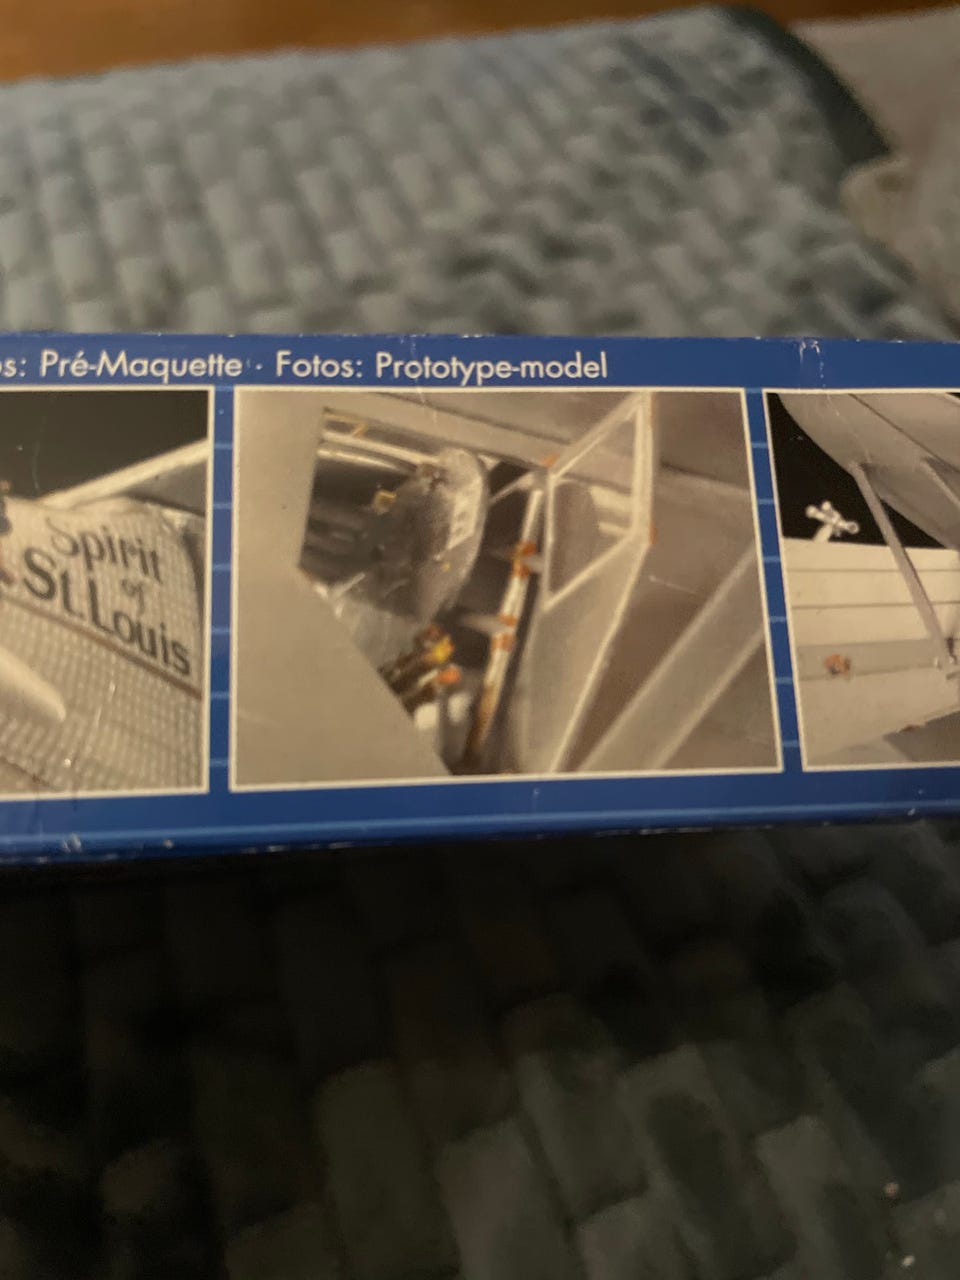 os: Pré-Maquette · Fotos: Prototype-model
Spirit
of
St.Louis